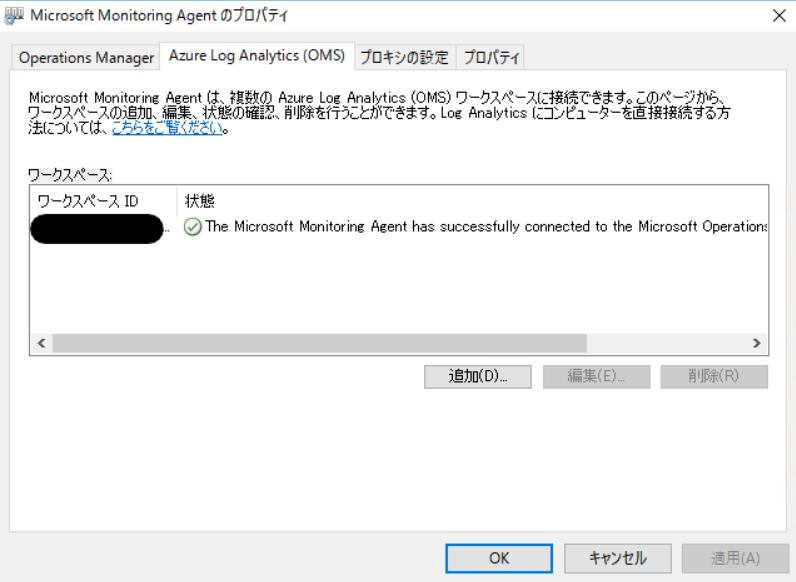 Microsoft Monitoring Agent のプロパティ
Operations Manager
Azure Log Analytics (OMS)
プロキシの設定
プロパティ
Microsoft Monitoring Agent は、複数の Azure Log Analytics (OMS) ワークスペースに接続できます。このページから、
ワークスペースの追加、編集、状態の確認、削除を行うことができます。Log Analytics にコンピューターを直接接続する方
法については、こちらをご覧ください。
ワークスペース:
ワークスペース ID
状態
The Microsoft Monitoring Agent has successfully connected to the Microsoft Operations
追加(D)...
編集(E)...
削除(R)
OK
キャンセル
適用(A)